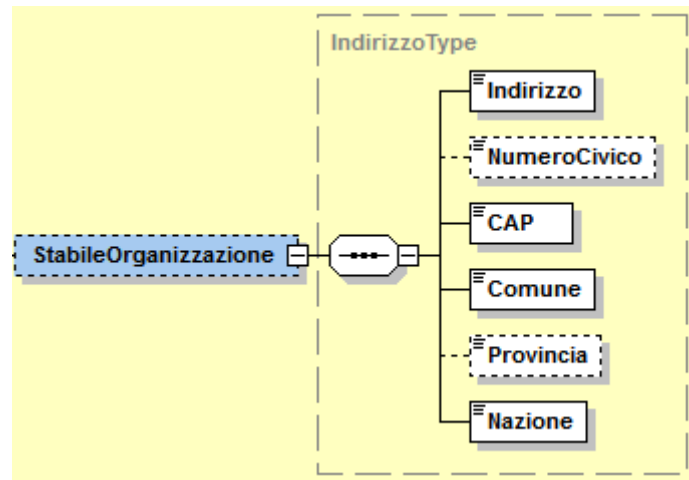 IndirizzoType
Indirizzo
NumeroCivico
CAP
StabileOrganizzazione
Comune
Provincia
Nazione